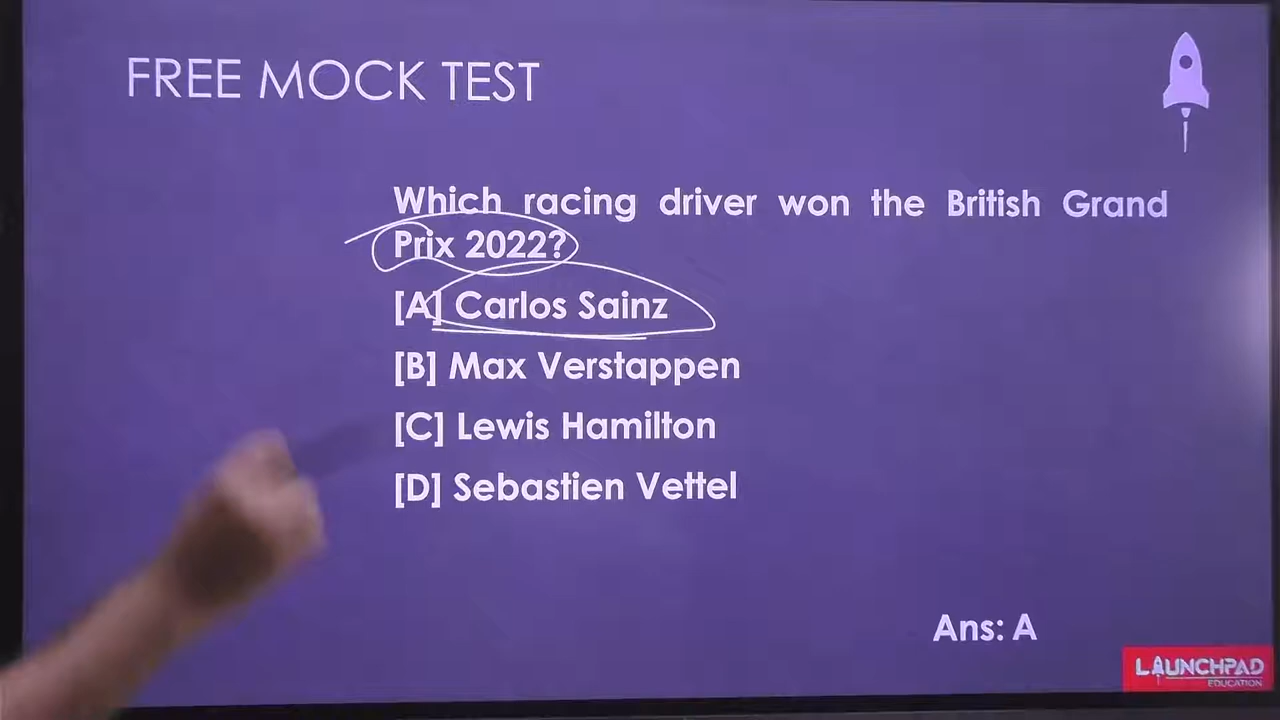 FREE MOCK TEST
Which racing driver won the British Grand
Prix 2022?
[A] Carlos Sainz
[B] Max Verstappen
[C] Lewis Hamilton
[D] Sebastien Vettel
Ans: A
LAUNCHPAD
EDUCATION